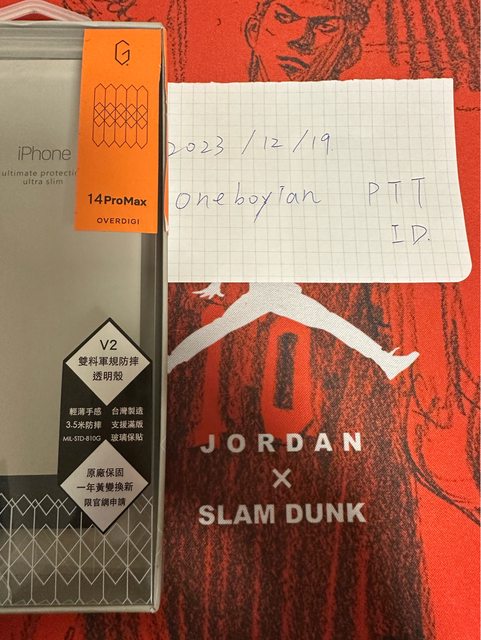 G
iPhone
ultimate protectio
ultra slim
14ProMax
OVERDIGI
2023/12/19
oneboyian PTT
ID.
V2
雙料軍規防摔
透明殼
輕薄手感 台灣製造
3.5米防摔 支援滿版
MIL-STD-810G 玻璃保貼
原廠保固
一年黃變換新
限官網申請
JORDAN
×
SLAM DUNK